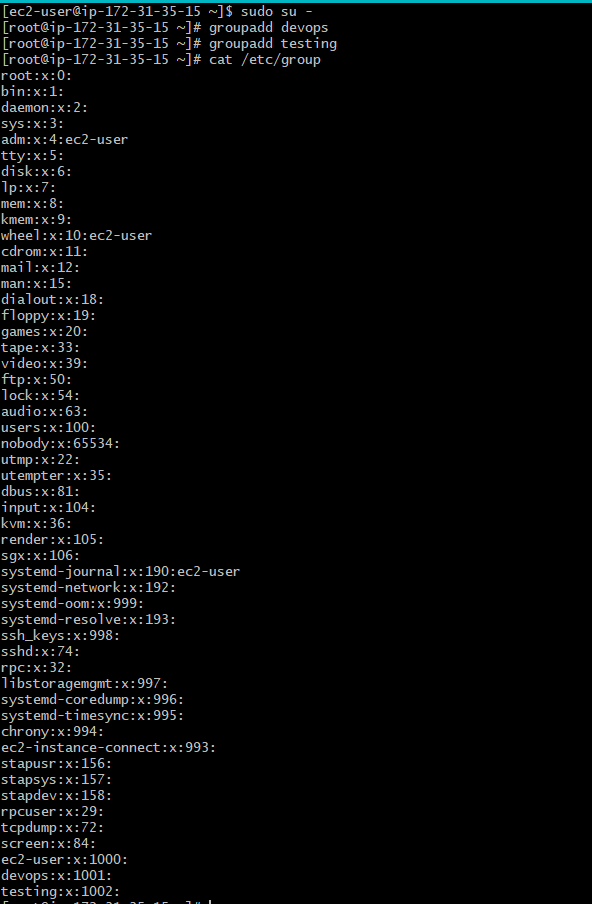 [ec2-user@ip-172-31-35-15 ~]$ sudo su -
[root@ip-172-31-35-15 ~]# groupadd devops
[root@ip-172-31-35-15 ~]# groupadd testing
[root@ip-172-31-35-15 ~]# cat /etc/group
root:x:0:
bin:x:1:
daemon:x:2:
sys:x:3:
adm:x:4:ec2-user
tty:x:5:
disk:x:6:
lp:x:7:
mem:x:8:
kmem:x:9:
wheel:x:10:ec2-user
cdrom:x:11:
mail:x:12:
man:x:15:
dialout:x:18:
floppy:x:19:
games:x:20:
tape:x:33:
video:x:39:
ftp:x:50:
lock:x:54:
audio:x:63:
users:x:100:
nobody:x:65534:
utmp:x:22:
utempter:x:35:
dbus:x:81:
input:x:104:
kvm:x:36:
render:x:105:
sgx:x:106:
systemd-journal:x:190:ec2-user
systemd-network:x:192:
systemd-oom:x:999:
systemd-resolve:x:193:
ssh_keys:x:998:
sshd:x:74:
rpc:x:32:
libstoragemgmt:x:997:
systemd-coredump:x:996:
systemd-timesync:x:995:
chrony:x:994:
ec2-instance-connect:x:993:
stapusr:x:156:
stapsys:x:157:
stapdev:x:158:
rpcuser:x:29:
tcpdump:x:72:
screen:x:84:
ec2-user:x:1000:
devops:x:1001:
testing:x:1002:
[root@ip-172-31-35-15 ~]#